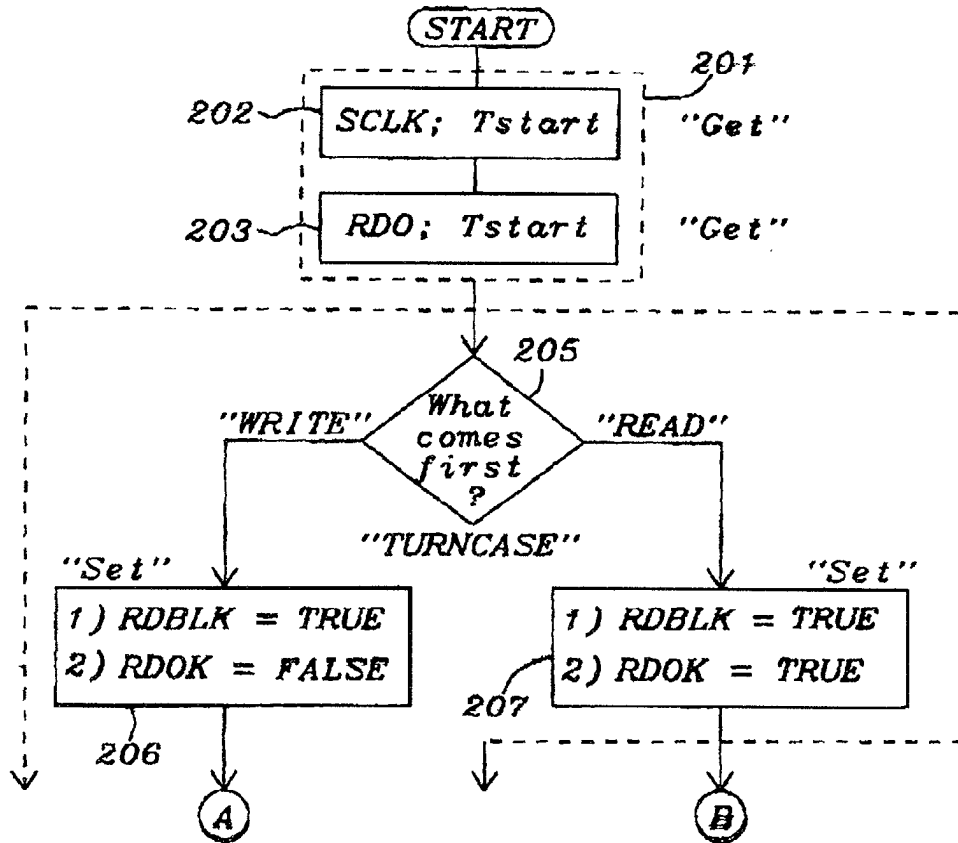 START
201
202
SCLK; Tstart
"Get"
203
RDO; Tstart
"Get"
205
What
comes
first
?
"WRITE"
"READ"
"TURNCASE"
"Set"
1) RDBLK = TRUE
2) RDOK = FALSE
206
"Set"
1) RDBLK = TRUE
2) RDOK = TRUE
207
A
B